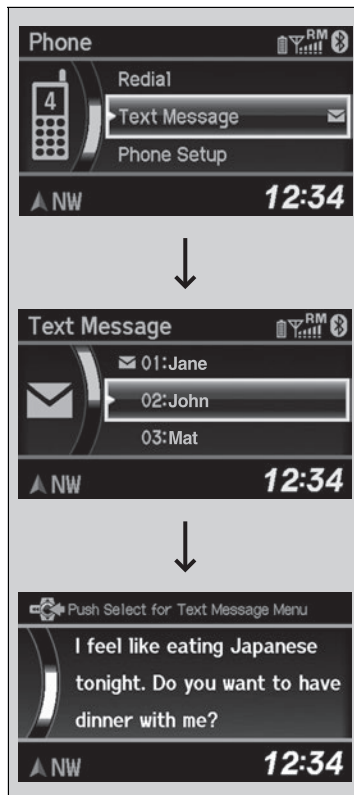 Phone
RM
4
Redial
Text Message
Phone Setup
NW
12:34
Text Message
RM
01:Jane
02:John
03:Mat
NW
12:34
Push Select for Text Message Menu
I feel like eating Japanese
tonight. Do you want to have
dinner with me?
NW
12:34